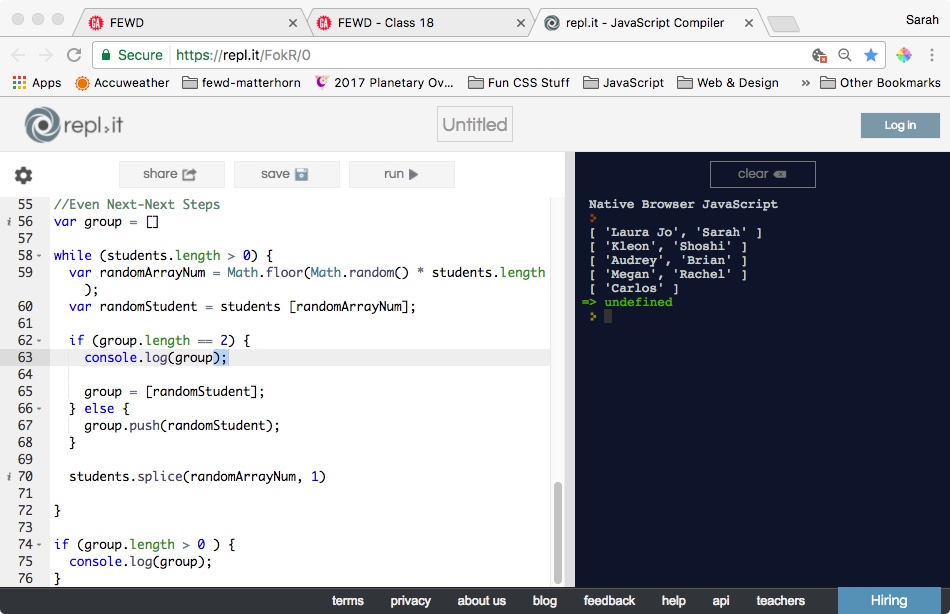 FEWD
FEWD - Class 18
repl.it - JavaScript Compiler
Sarah
Secure
https://repl.it/FokR/0
Apps
Accuweather
fewd-matterhorn
2017 Planetary Ov...
Fun CSS Stuff
JavaScript
Web & Design
»
Other Bookmarks
repl.it
Untitled
Log in
share
save
run
clear
55 //Even Next-Next Steps
i 56 var group = []
57
58 while (students.length > 0) {
59 var randomArrayNum = Math.floor(Math.random() * students.length
);
60 var randomStudent = students [randomArrayNum];
61
62 if (group.length == 2) {
63 console.log(group);
64
65 group = [randomStudent];
66 } else {
67 group.push(randomStudent);
68 }
69
i 70 students.splice(randomArrayNum, 1)
71
72 }
73
74 if (group.length > 0 ) {
75 console.log(group);
76 }
Native Browser JavaScript
>
[ 'Laura Jo', 'Sarah' ]
[ 'Kleon', 'Shoshi' ]
[ 'Audrey', 'Brian' ]
[ 'Megan', 'Rachel' ]
[ 'Carlos' ]
=> undefined
>
terms
privacy
about us
blog
feedback
help
api
teachers
Hiring